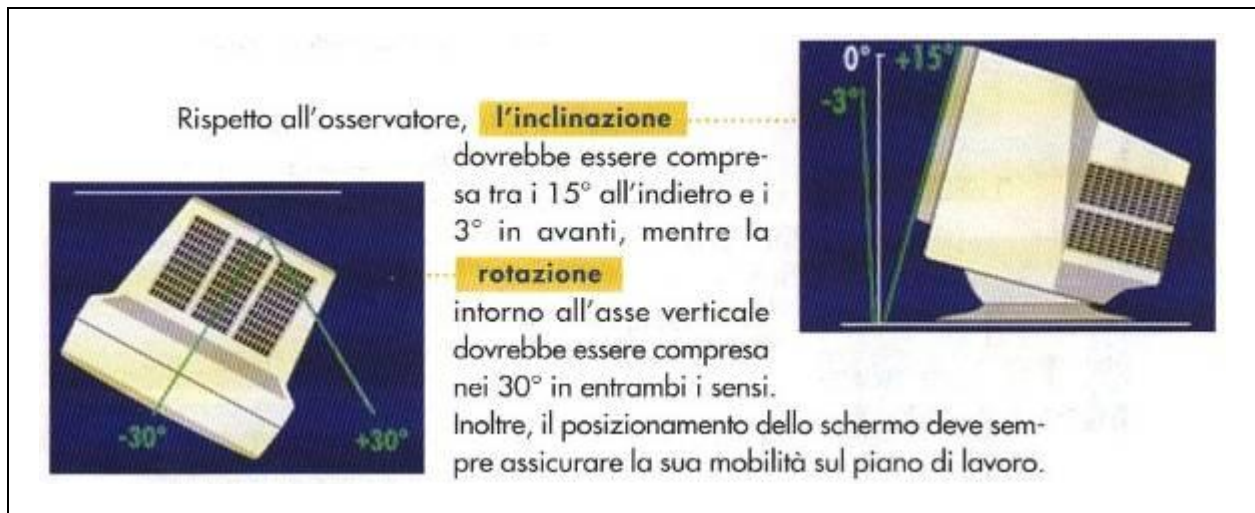 Rispetto all'osservatore, l'inclinazione
dovrebbe essere compre-
sa tra i 15° all'indietro e i
3° in avanti, mentre la
rotazione
intorno all'asse verticale
dovrebbe essere compresa
nei 30° in entrambi i sensi.
Inoltre, il posizionamento dello schermo deve sem-
pre assicurare la sua mobilità sul piano di lavoro.
0° +15°
-3°
-30° +30°